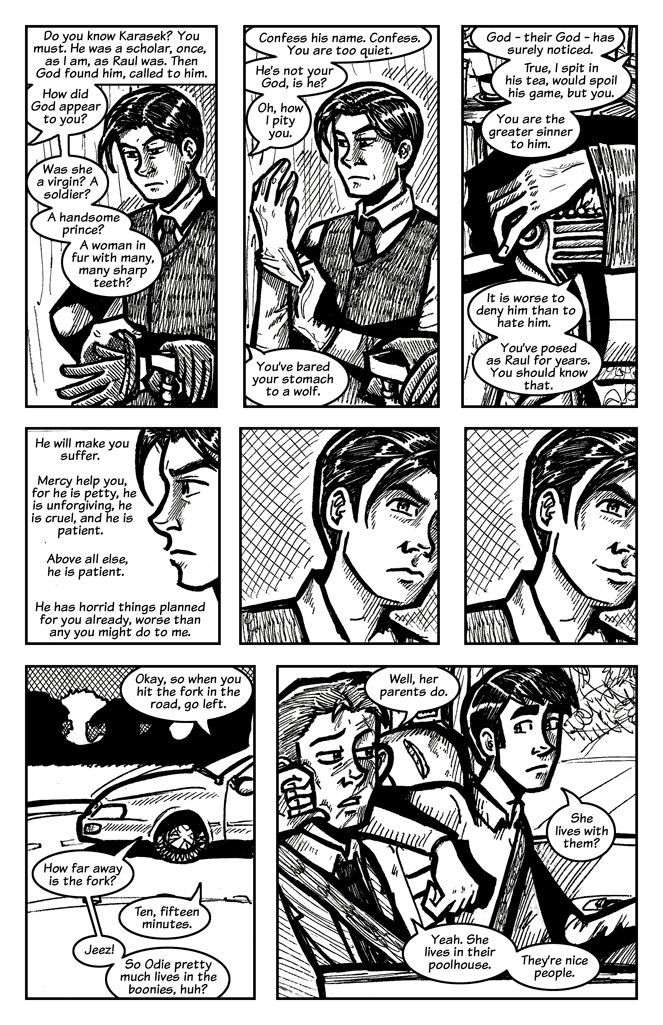 Do you know Karasek? You
must. He was a scholar, once,
as I am, as Raul was. Then
God found him, called to him.
How did
God appear
to you?
Was she
a virgin? A
soldier?
A handsome
prince?
A woman in
fur with many,
many sharp
teeth?
Confess his name. Confess.
You are too quiet.
He's not your
God, is he?
Oh, how
I pity
you.
You've bared
your stomach
to a wolf.
God - their God - has
surely noticed.
True, I spit in
his tea, would spoil
his game, but you.
You are the
greater sinner
to him.
It is worse to
deny him than to
hate him.
You've posed
as Raul for years.
You should know
that.
He will make you
suffer.
Mercy help you,
for he is petty, he
is unforgiving, he
is cruel, and he is
patient.
Above all else,
he is patient.
He has horrid things planned
for you already, worse than
any you might do to me.
Okay, so when you
hit the fork in the
road, go left.
How far away
is the fork?
Ten, fifteen
minutes.
Jeez!
So Odie pretty
much lives in the
boonies, huh?
Well, her
parents do.
She
lives with
them?
Yeah. She
lives in their
poolhouse.
They're nice
people.